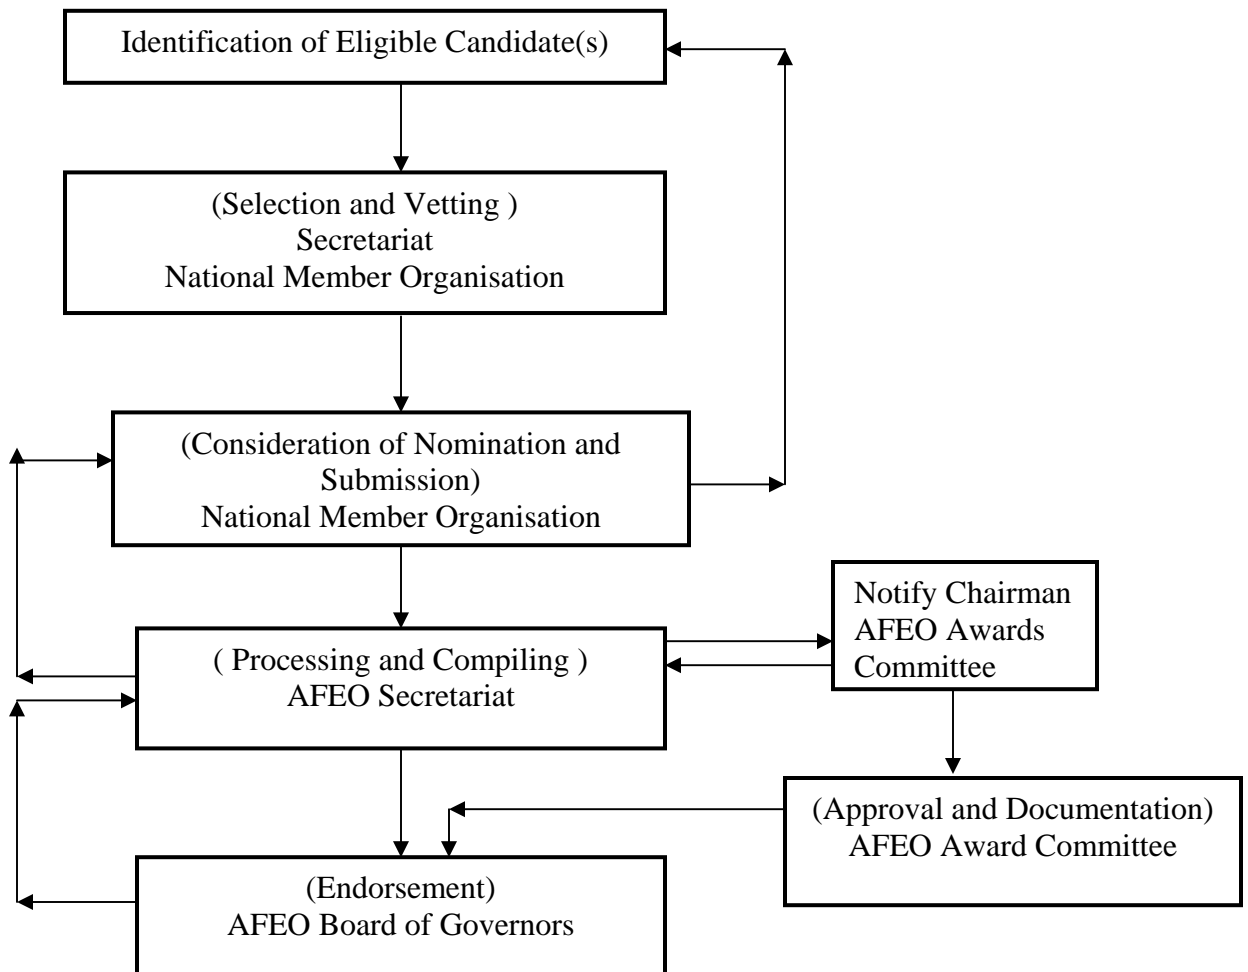 Identification of Eligible Candidate(s)
(Selection and Vetting )
Secretariat
National Member Organisation
(Consideration of Nomination and
Submission)
National Member Organisation
Notify Chairman
AFEO Awards
Committee
( Processing and Compiling )
AFEO Secretariat
(Approval and Documentation)
AFEO Award Committee
(Endorsement)
AFEO Board of Governors